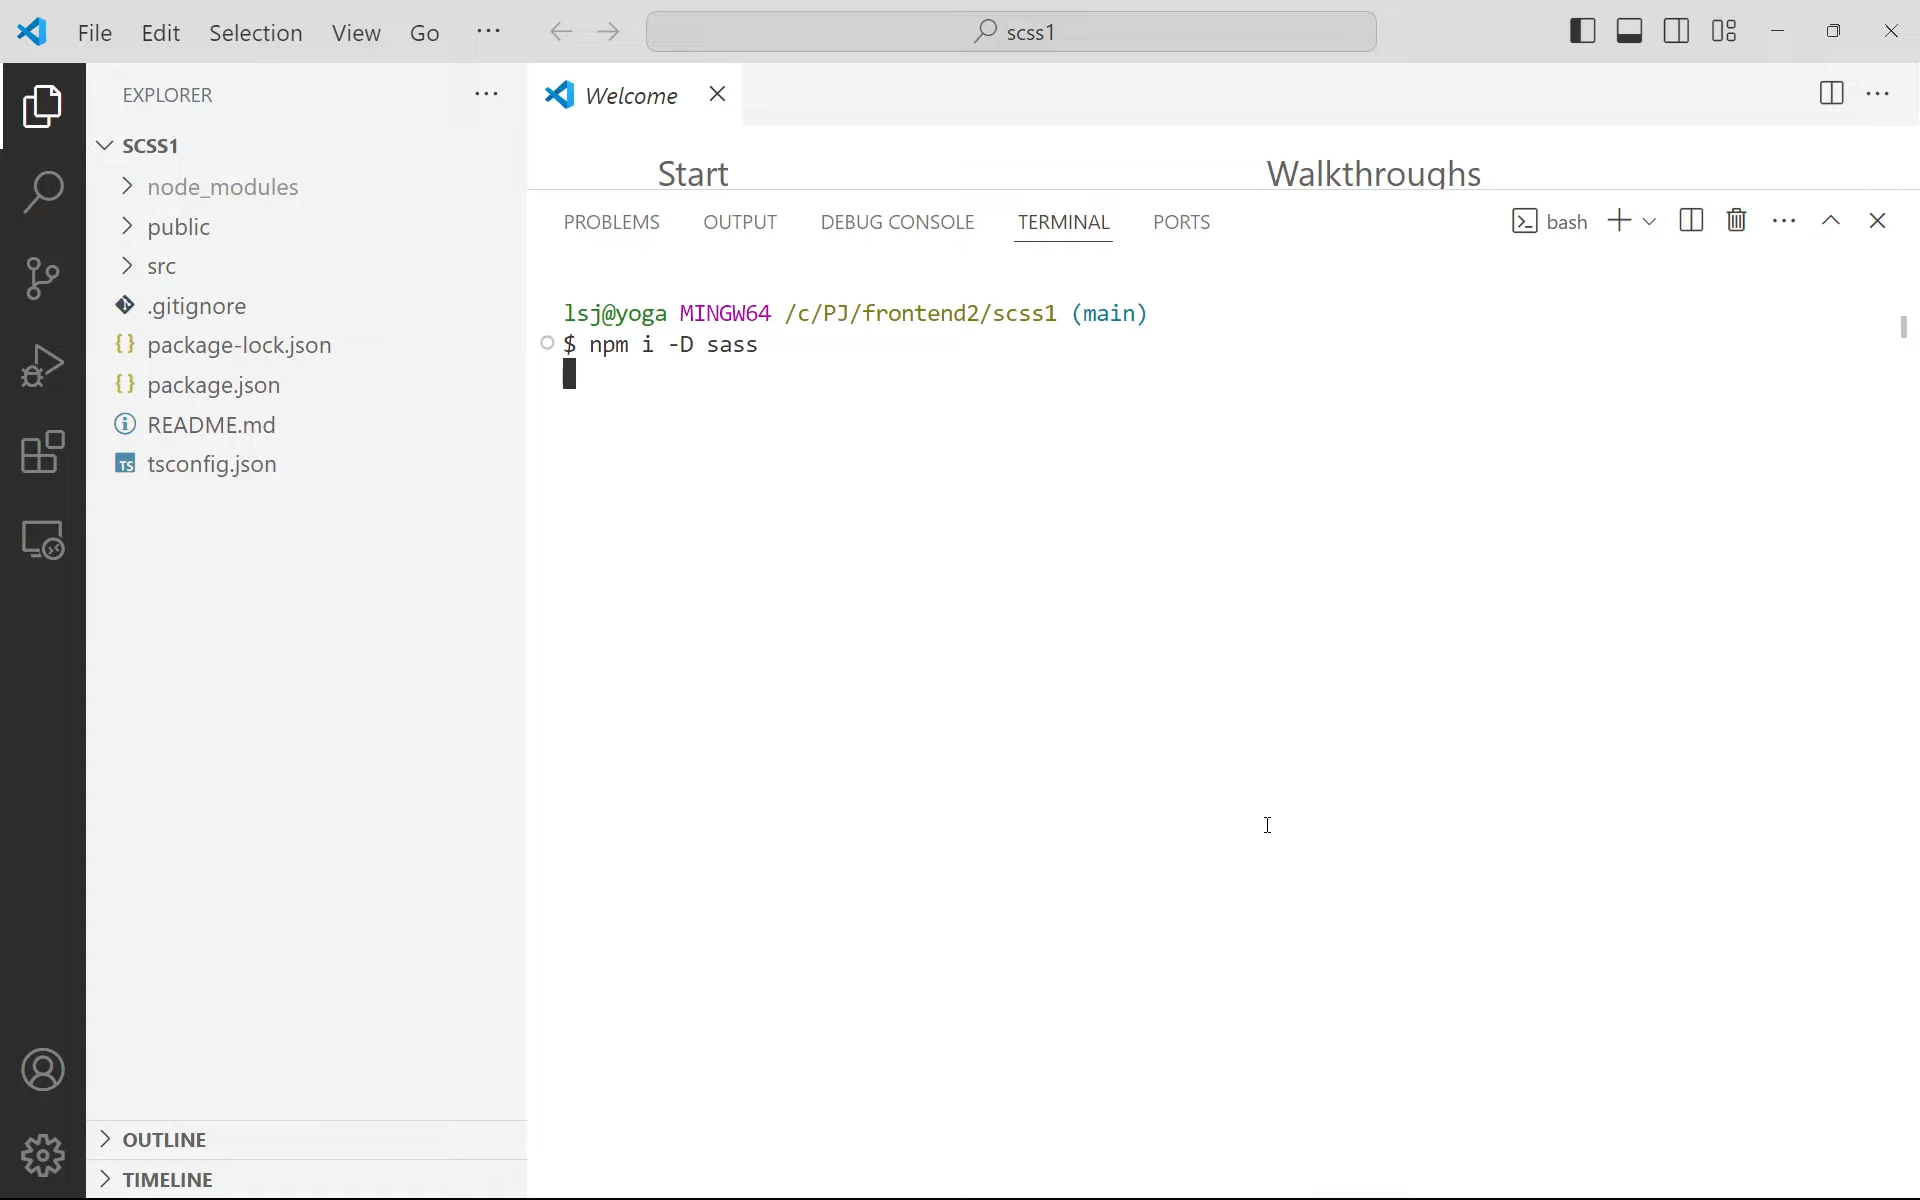 File Edit Selection View Go ··· scss1
EXPLORER ···
Welcome
SCSS1
node_modules
public
src
.gitignore
{} package-lock.json
{} package.json
README.md
TS tsconfig.json
OUTLINE
TIMELINE
Start Walkthroughs
PROBLEMS OUTPUT DEBUG CONSOLE TERMINAL PORTS bash
lsj@yoga MINGW64 /c/PJ/frontend2/scss1 (main)
$ npm i -D sass